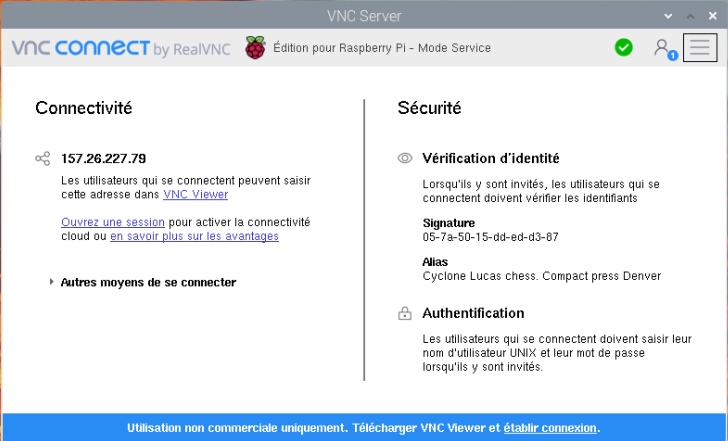 VNC Server
vnc connect by RealVNC
Édition pour Raspberry Pi - Mode Service
1
Connectivité
157.26.227.79
Les utilisateurs qui se connectent peuvent saisir
cette adresse dans VNC Viewer
Ouvrez une session pour activer la connectivité
cloud ou en savoir plus sur les avantages
Autres moyens de se connecter
Sécurité
Vérification d'identité
Lorsqu'ils y sont invités, les utilisateurs qui se
connectent doivent vérifier les identifiants
Signature
05-7a-50-15-dd-ed-d3-87
Alias
Cyclone Lucas chess. Compact press Denver
Authentification
Les utilisateurs qui se connectent doivent saisir leur
nom d'utilisateur UNIX et leur mot de passe
lorsqu'ils y sont invités.
Utilisation non commerciale uniquement. Télécharger VNC Viewer et établir connexion.